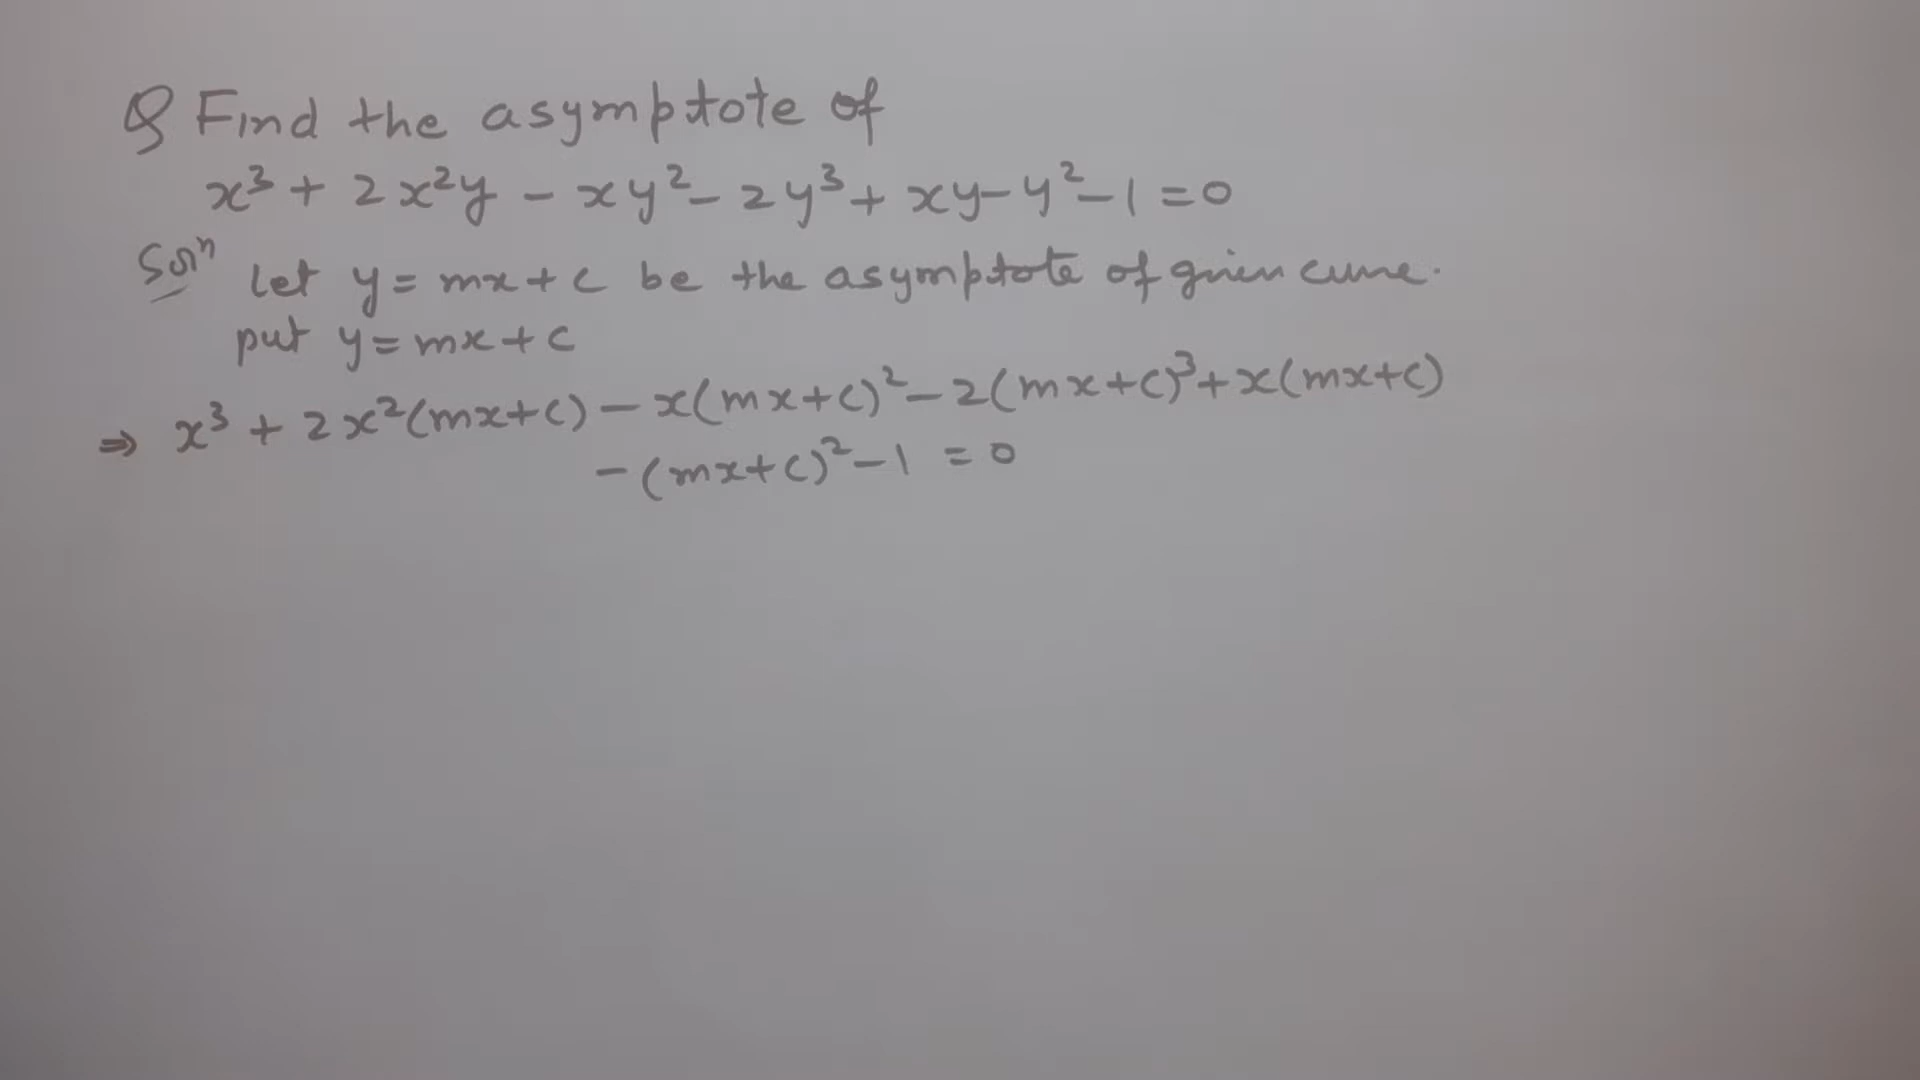 Q Find the asymptote of
x³ + 2x²y - xy² - 2y³ + xy - y² - 1 = 0
Solⁿ Let y = mx + c be the asymptote of given curve.
put y = mx + c
⇒ x³ + 2x²(mx+c) - x(mx+c)² - 2(mx+c)³ + x(mx+c)
- (mx+c)² - 1 = 0